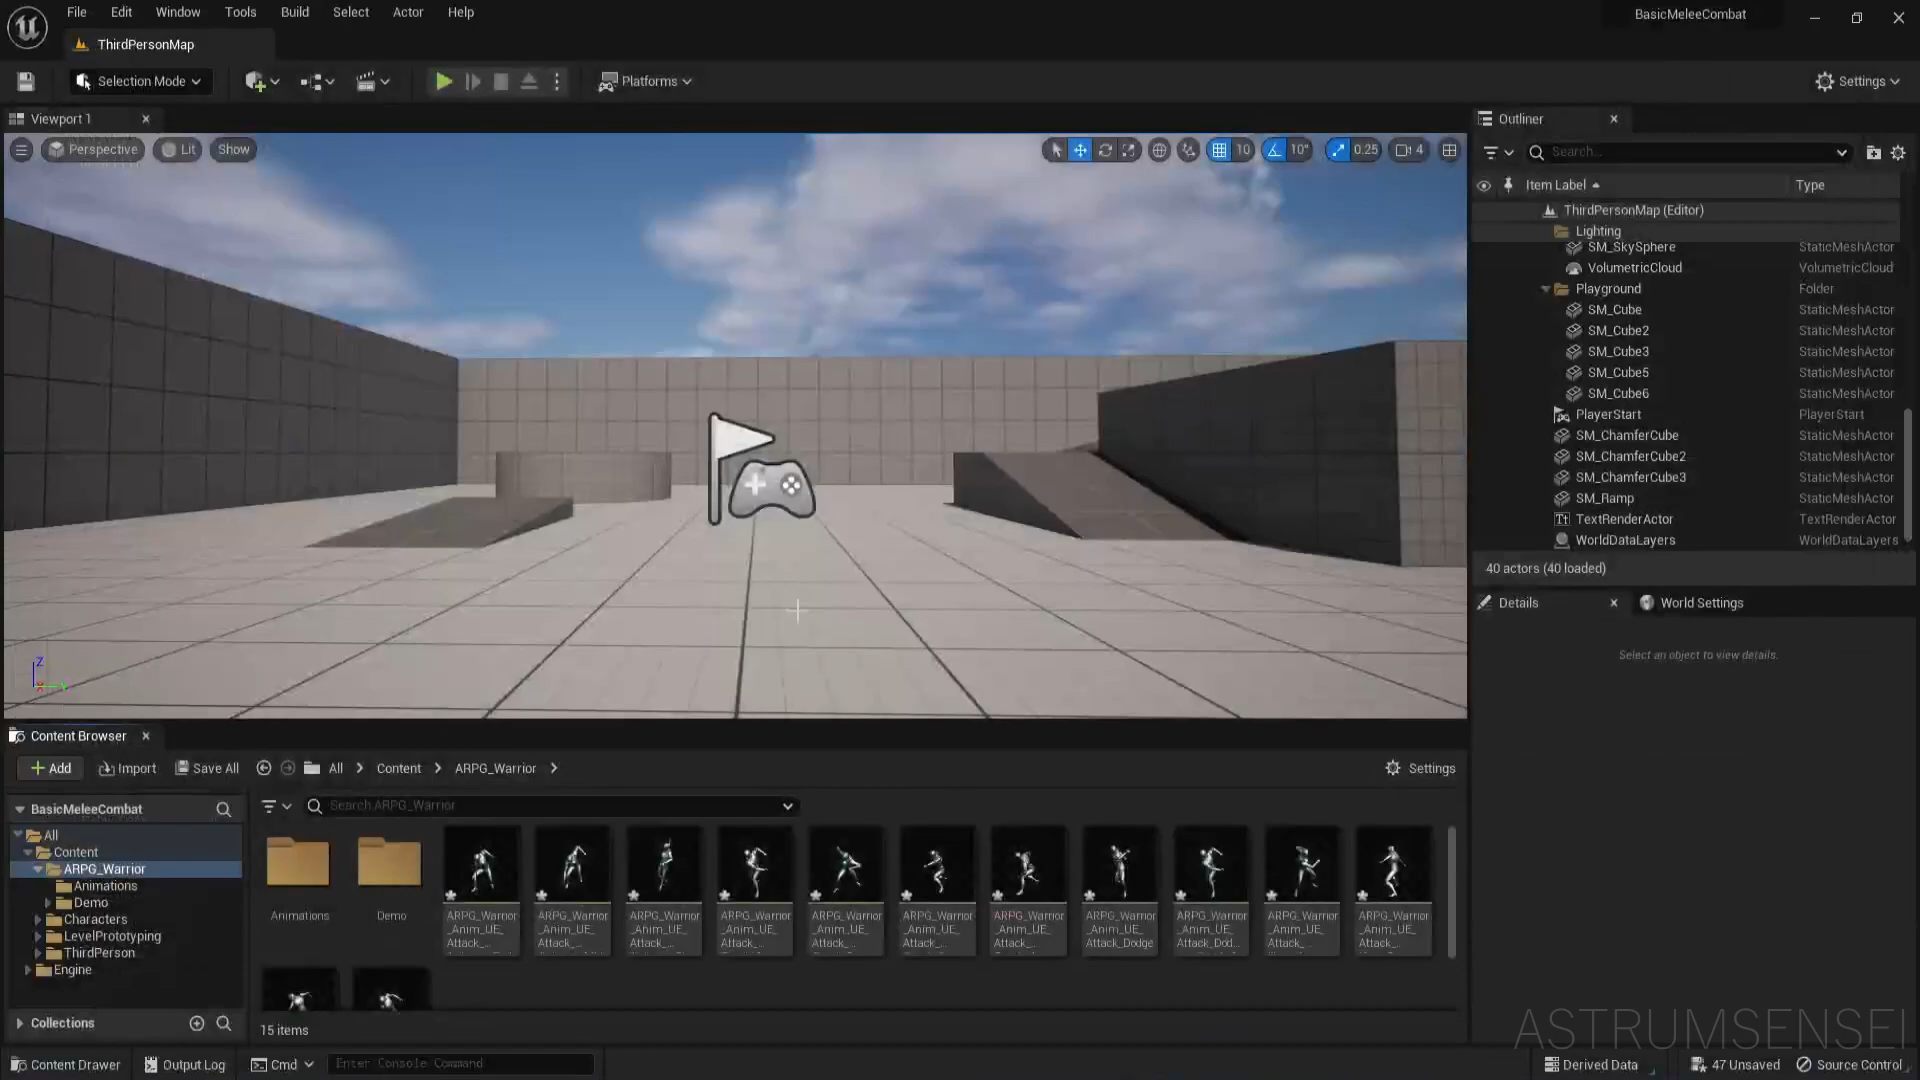 File Edit Window Tools Build Select Actor Help
BasicMeleeCombat
ThirdPersonMap
Selection Mode
Platforms
Settings
Viewport 1
Perspective Lit Show
10 10° 0.25 4
Outliner
Search...
Item Label Type
ThirdPersonMap (Editor)
Lighting
SM_SkySphere StaticMeshActor
VolumetricCloud VolumetricCloud
Playground Folder
SM_Cube StaticMeshActor
SM_Cube2 StaticMeshActor
SM_Cube3 StaticMeshActor
SM_Cube5 StaticMeshActor
SM_Cube6 StaticMeshActor
PlayerStart PlayerStart
SM_ChamferCube StaticMeshActor
SM_ChamferCube2 StaticMeshActor
SM_ChamferCube3 StaticMeshActor
SM_Ramp StaticMeshActor
TextRenderActor TextRenderActor
WorldDataLayers WorldDataLayers
40 actors (40 loaded)
Details World Settings
Select an object to view details.
Z
Content Browser
Add Import Save All All Content ARPG_Warrior Settings
BasicMeleeCombat
Search ARPG_Warrior
All
Content
ARPG_Warrior
Animations
Demo
Characters
LevelPrototyping
ThirdPerson
Engine
Collections
Animations
Demo
ARPG_Warrior
_Anim_UE_
Attack_...
ARPG_Warrior
_Anim_UE_
Attack_...
ARPG_Warrior
_Anim_UE_
Attack_...
ARPG_Warrior
_Anim_UE_
Attack_...
ARPG_Warrior
_Anim_UE_
Attack_...
ARPG_Warrior
_Anim_UE_
Attack_...
ARPG_Warrior
_Anim_UE_
Attack_...
ARPG_Warrior
_Anim_UE_
Attack_Dodge
ARPG_Warrior
_Anim_UE_
Attack_Dod...
ARPG_Warrior
_Anim_UE_
Attack_...
ARPG_Warrior
_Anim_UE_
Attack_...
15 items
ASTRUMSENSEI
Content Drawer Output Log Cmd Enter Console Command Derived Data 47 Unsaved Source Control